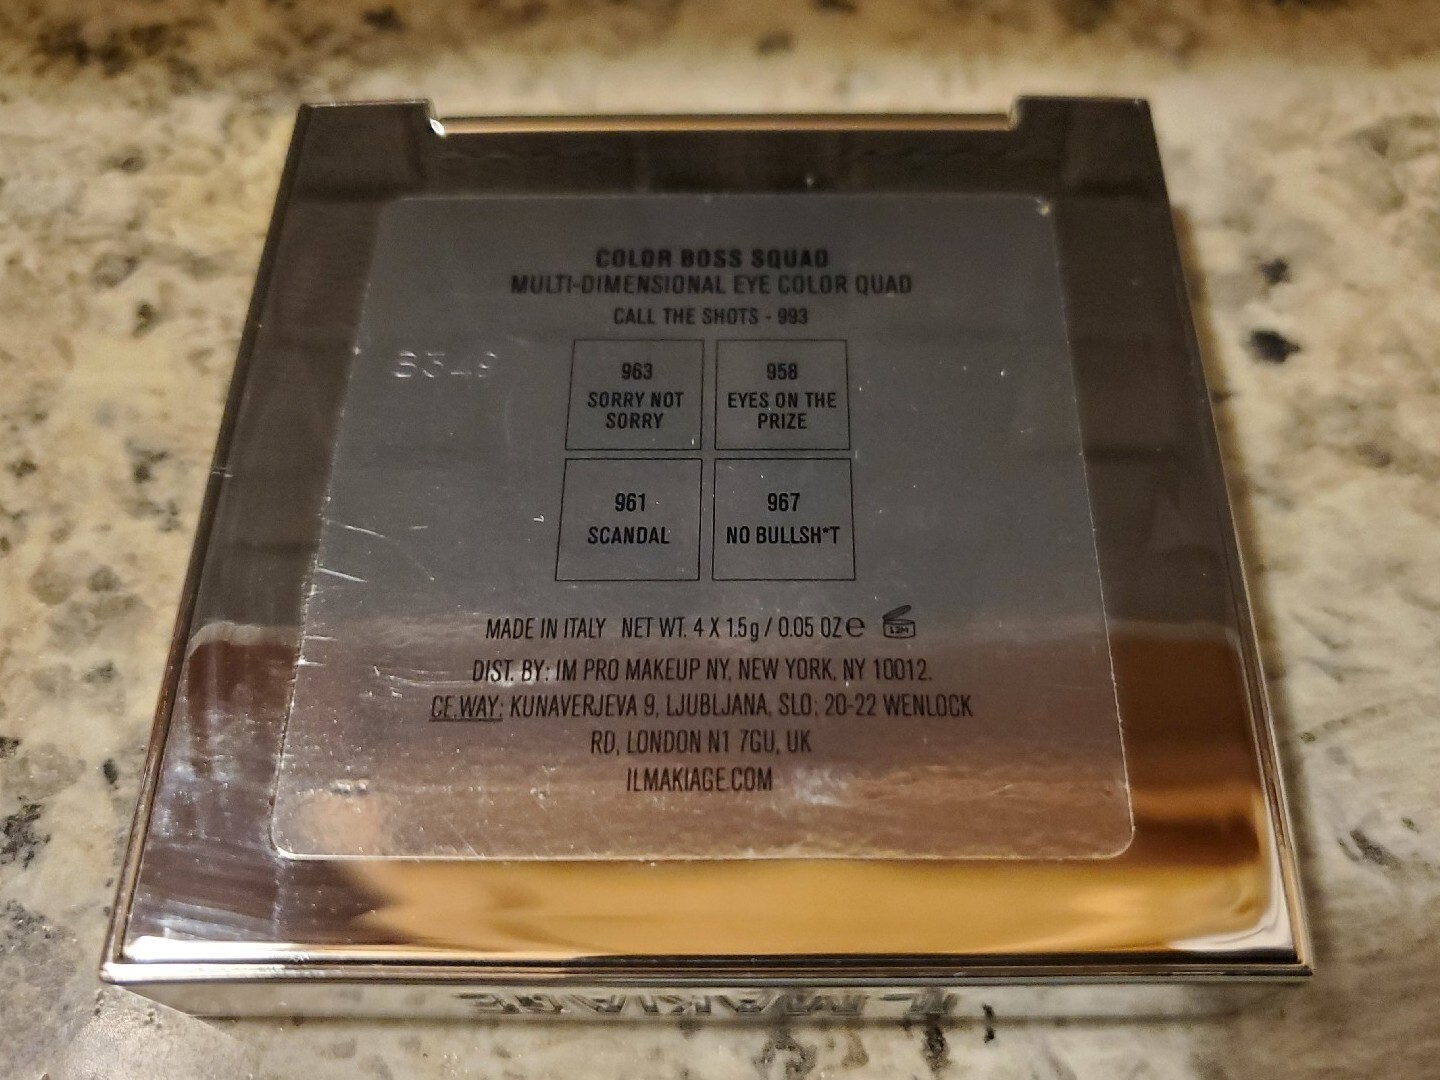 COLOR BOSS SQUAD
MULTI-DIMENSIONAL EYE COLOR QUAD
CALL THE SHOTS - 993
963
SORRY NOT
SORRY
958
EYES ON THE
PRIZE
961
SCANDAL
967
NO BULLSH*T
MADE IN ITALY NET WT. 4 X 1.5g / 0.05 OZ ℮ 12M
DIST. BY: IM PRO MAKEUP NY, NEW YORK, NY 10012.
CE.WAY: KUNAVERJEVA 9, LJUBLJANA, SLO; 20-22 WENLOCK
RD, LONDON N1 7GU, UK
ILMAKIAGE.COM
IL MAKIAGE